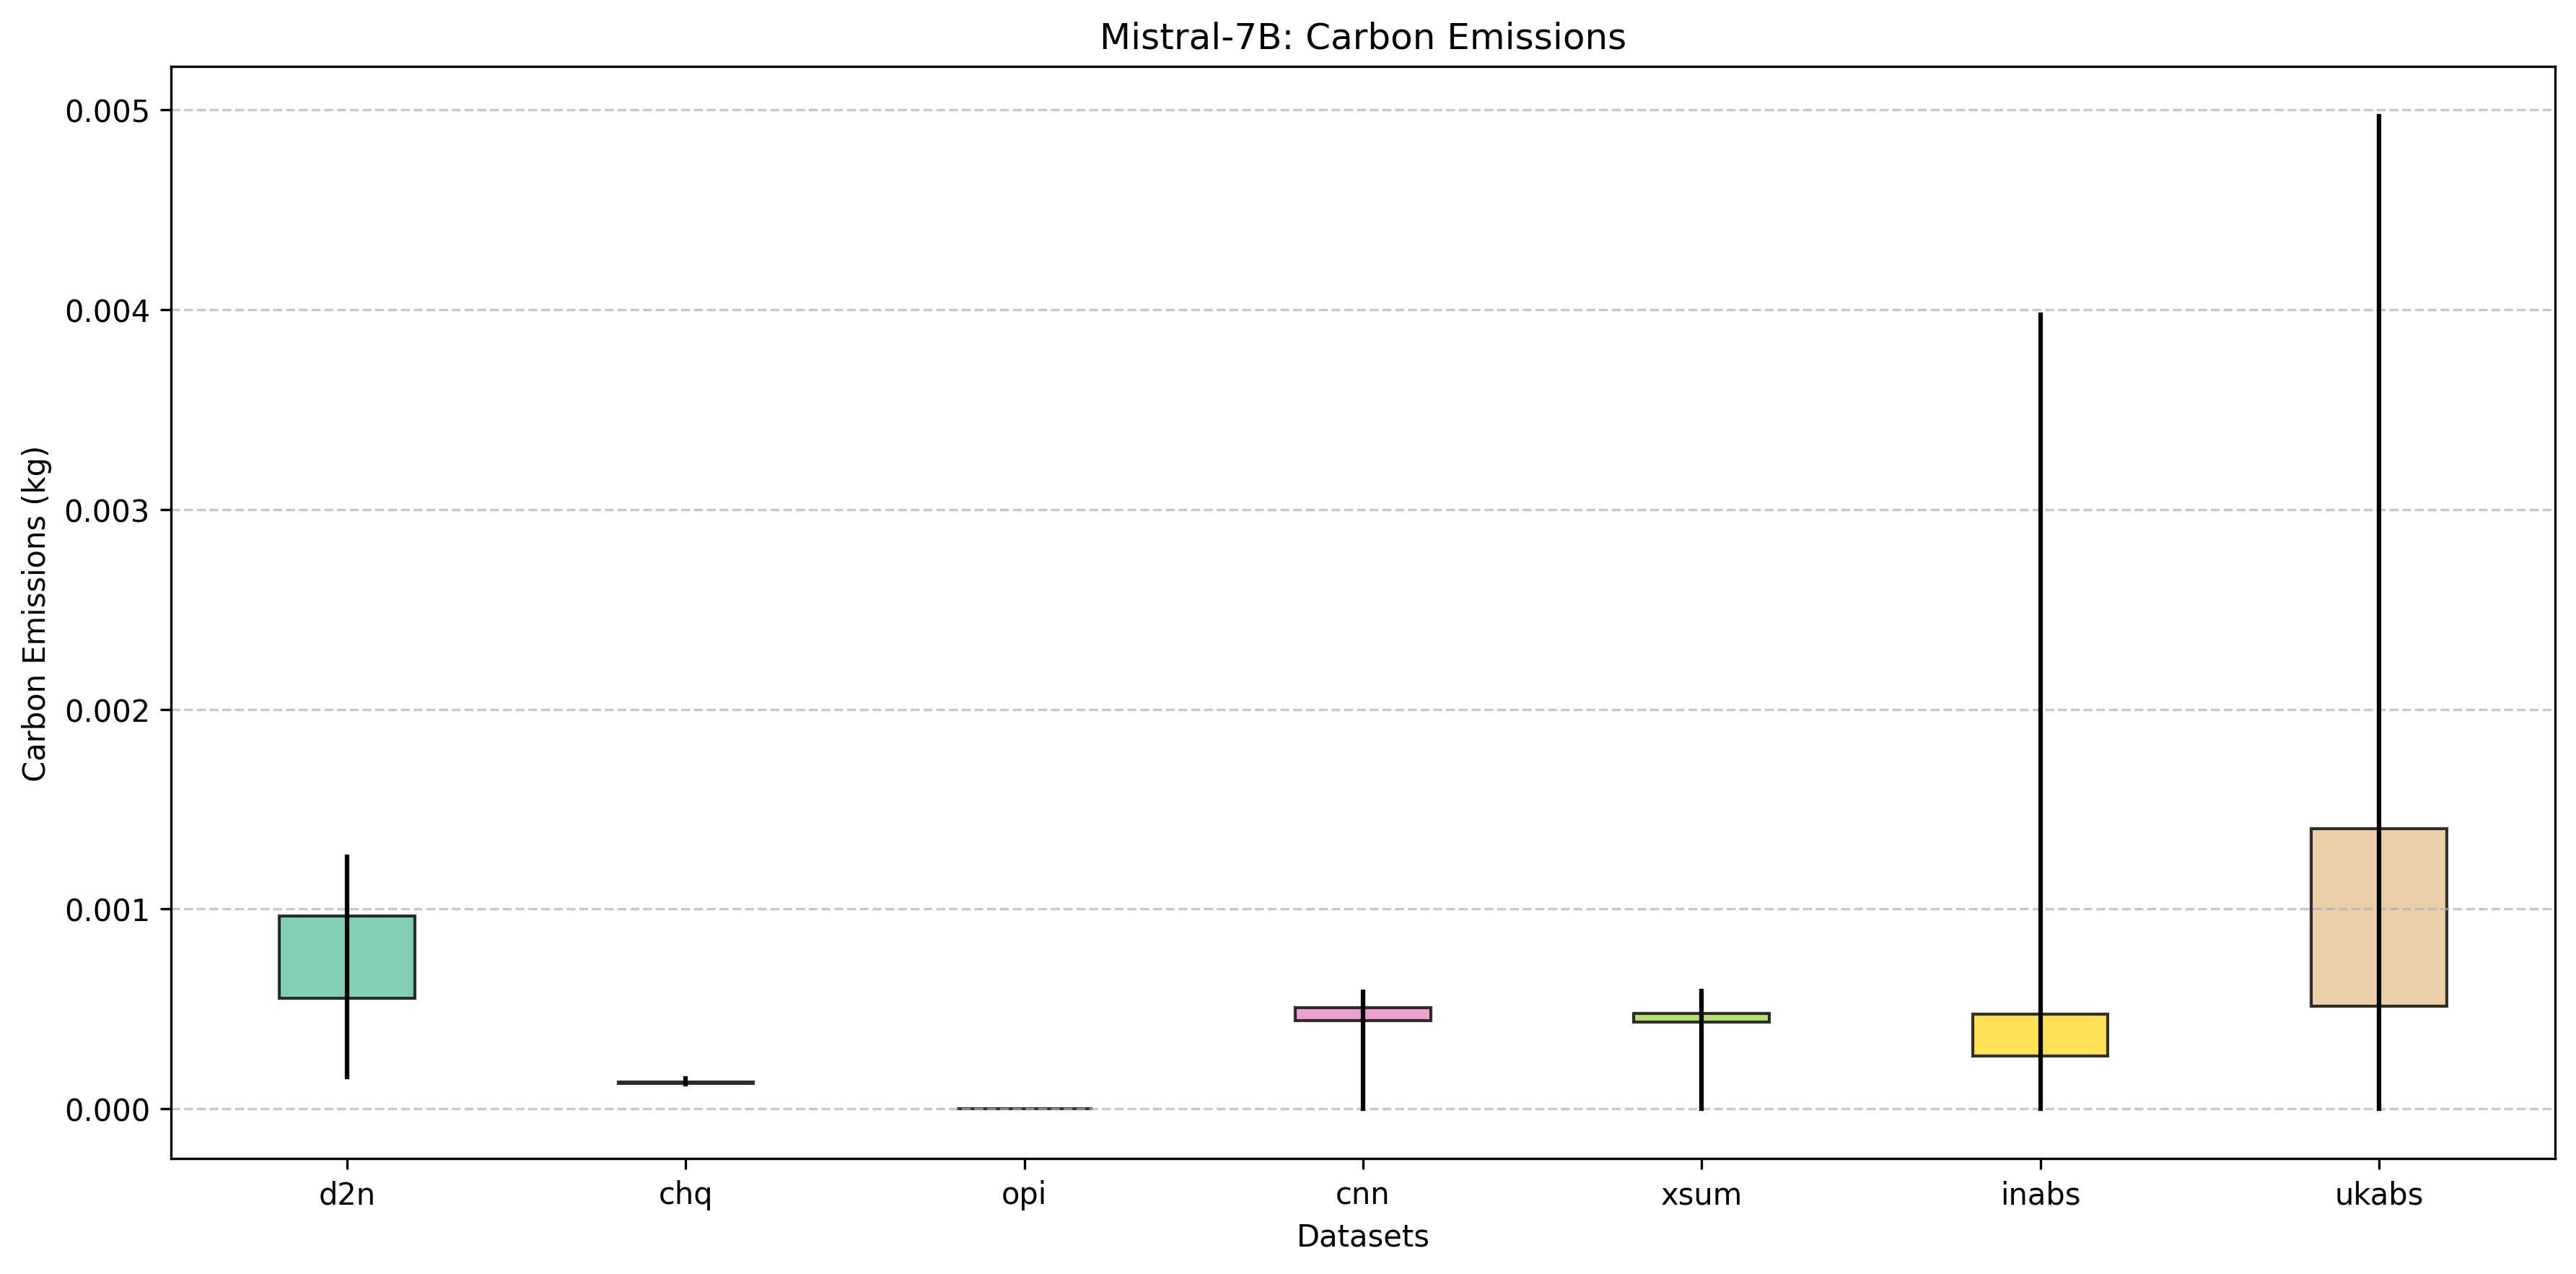 Mistral-7B: Carbon Emissions
Carbon Emissions (kg)
0.005
0.004
0.003
0.002
0.001
0.000
d2n chq opi cnn xsum inabs ukabs
Datasets